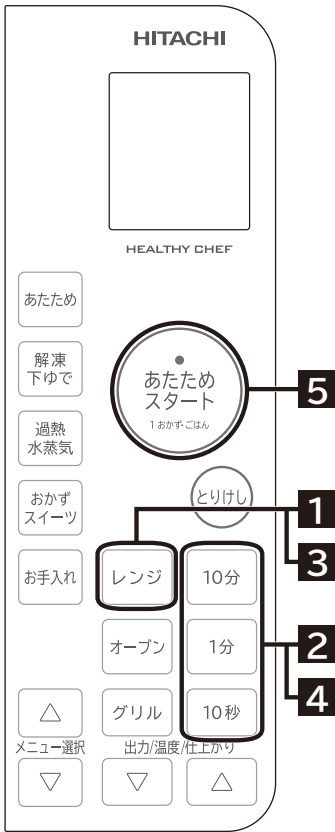 HITACHI
HEALTHY CHEF
あたため
解凍
下ゆで
過熱
水蒸気
おかず
スイーツ
お手入れ
あたため
スタート
1 おかず・ごはん
5
とりけし
1
3
レンジ
10分
オーブン
1分
2
4
グリル
10秒
△
メニュー選択
▽
出力/温度/仕上がり
▽
△